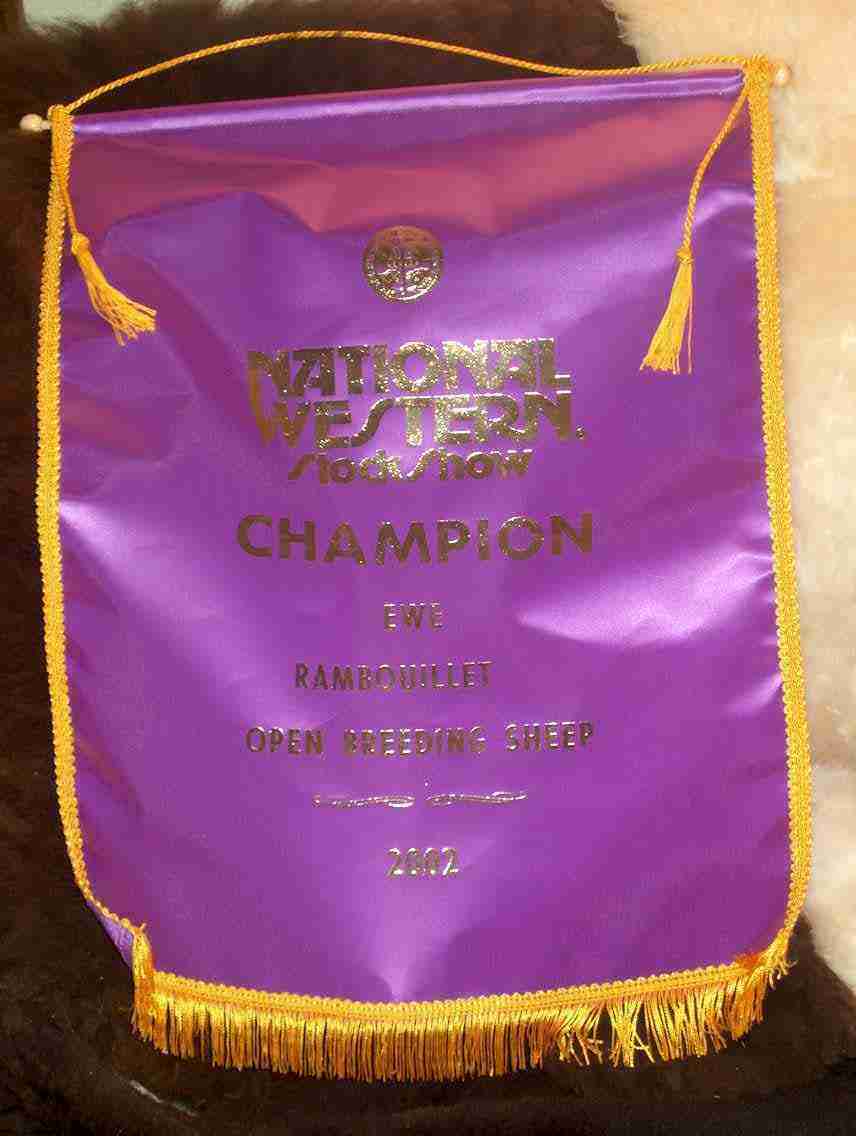 NATIONAL
WESTERN.
Stock Show
CHAMPION
EWE
RAMBOUILLET
OPEN BREEDING SHEEP
2002